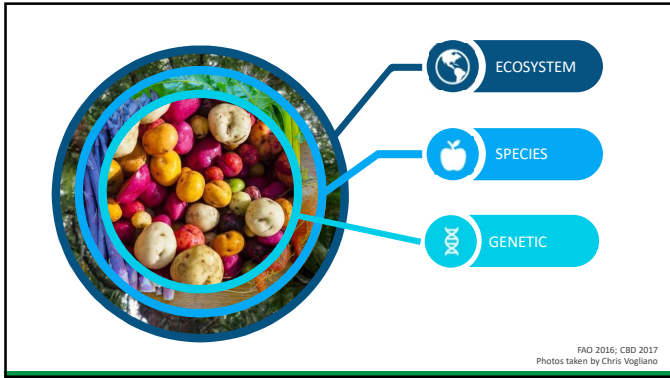 ECOSYSTEM
SPECIES
GENETIC
FAO 2016; CBD 2017
Photos taken by Chris Vogliano